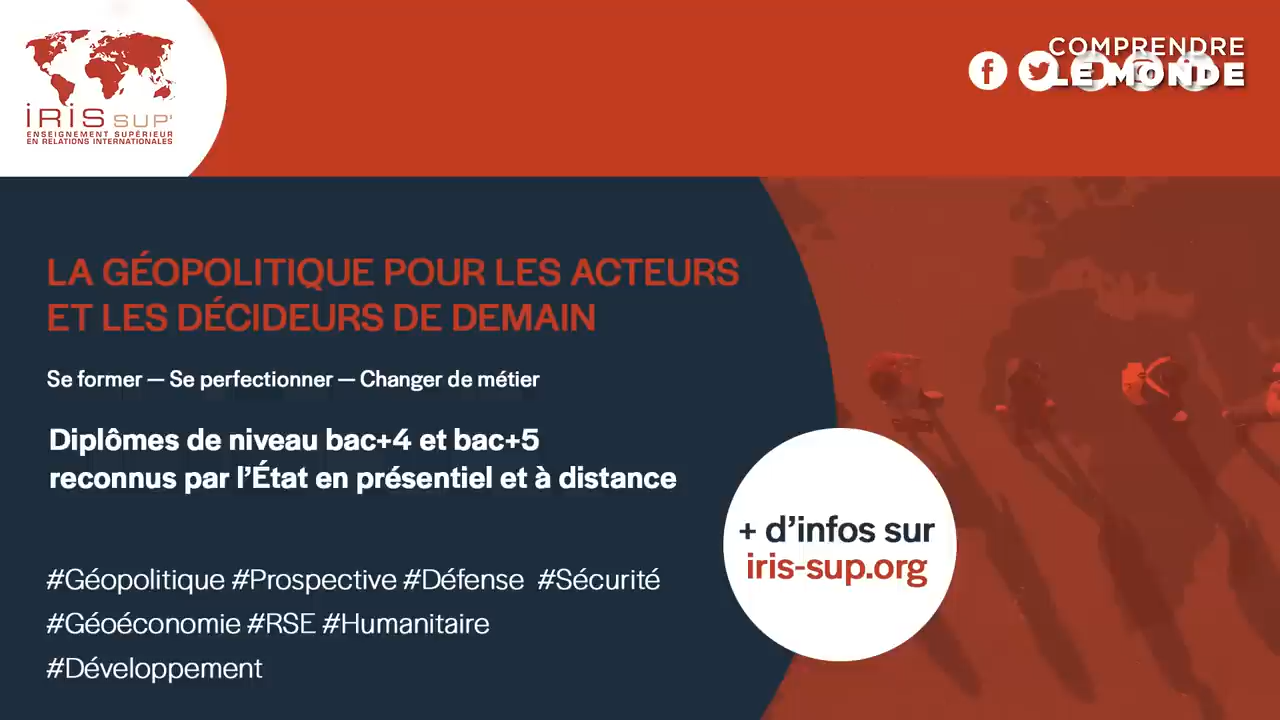 IRIS SUP'
ENSEIGNEMENT SUPÉRIEUR
EN RELATIONS INTERNATIONALES
COMPRENDRE
LE MONDE
LA GÉOPOLITIQUE POUR LES ACTEURS
ET LES DÉCIDEURS DE DEMAIN
Se former — Se perfectionner — Changer de métier
Diplômes de niveau bac+4 et bac+5
reconnus par l'État en présentiel et à distance
+ d'infos sur
iris-sup.org
#Géopolitique #Prospective #Défense #Sécurité
#Géoéconomie #RSE #Humanitaire
#Développement